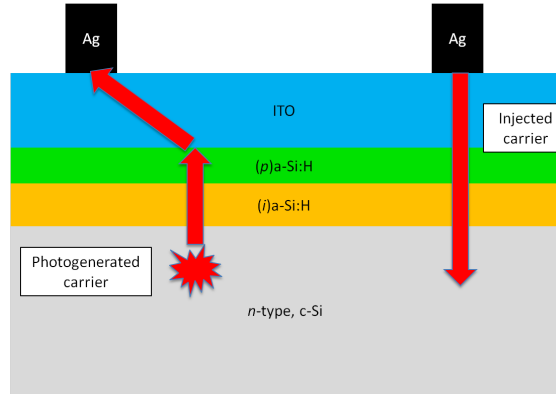 Ag
Ag
ITO
Injected
carrier
(p)a-Si:H
(i)a-Si:H
Photogenerated
carrier
n-type, c-Si